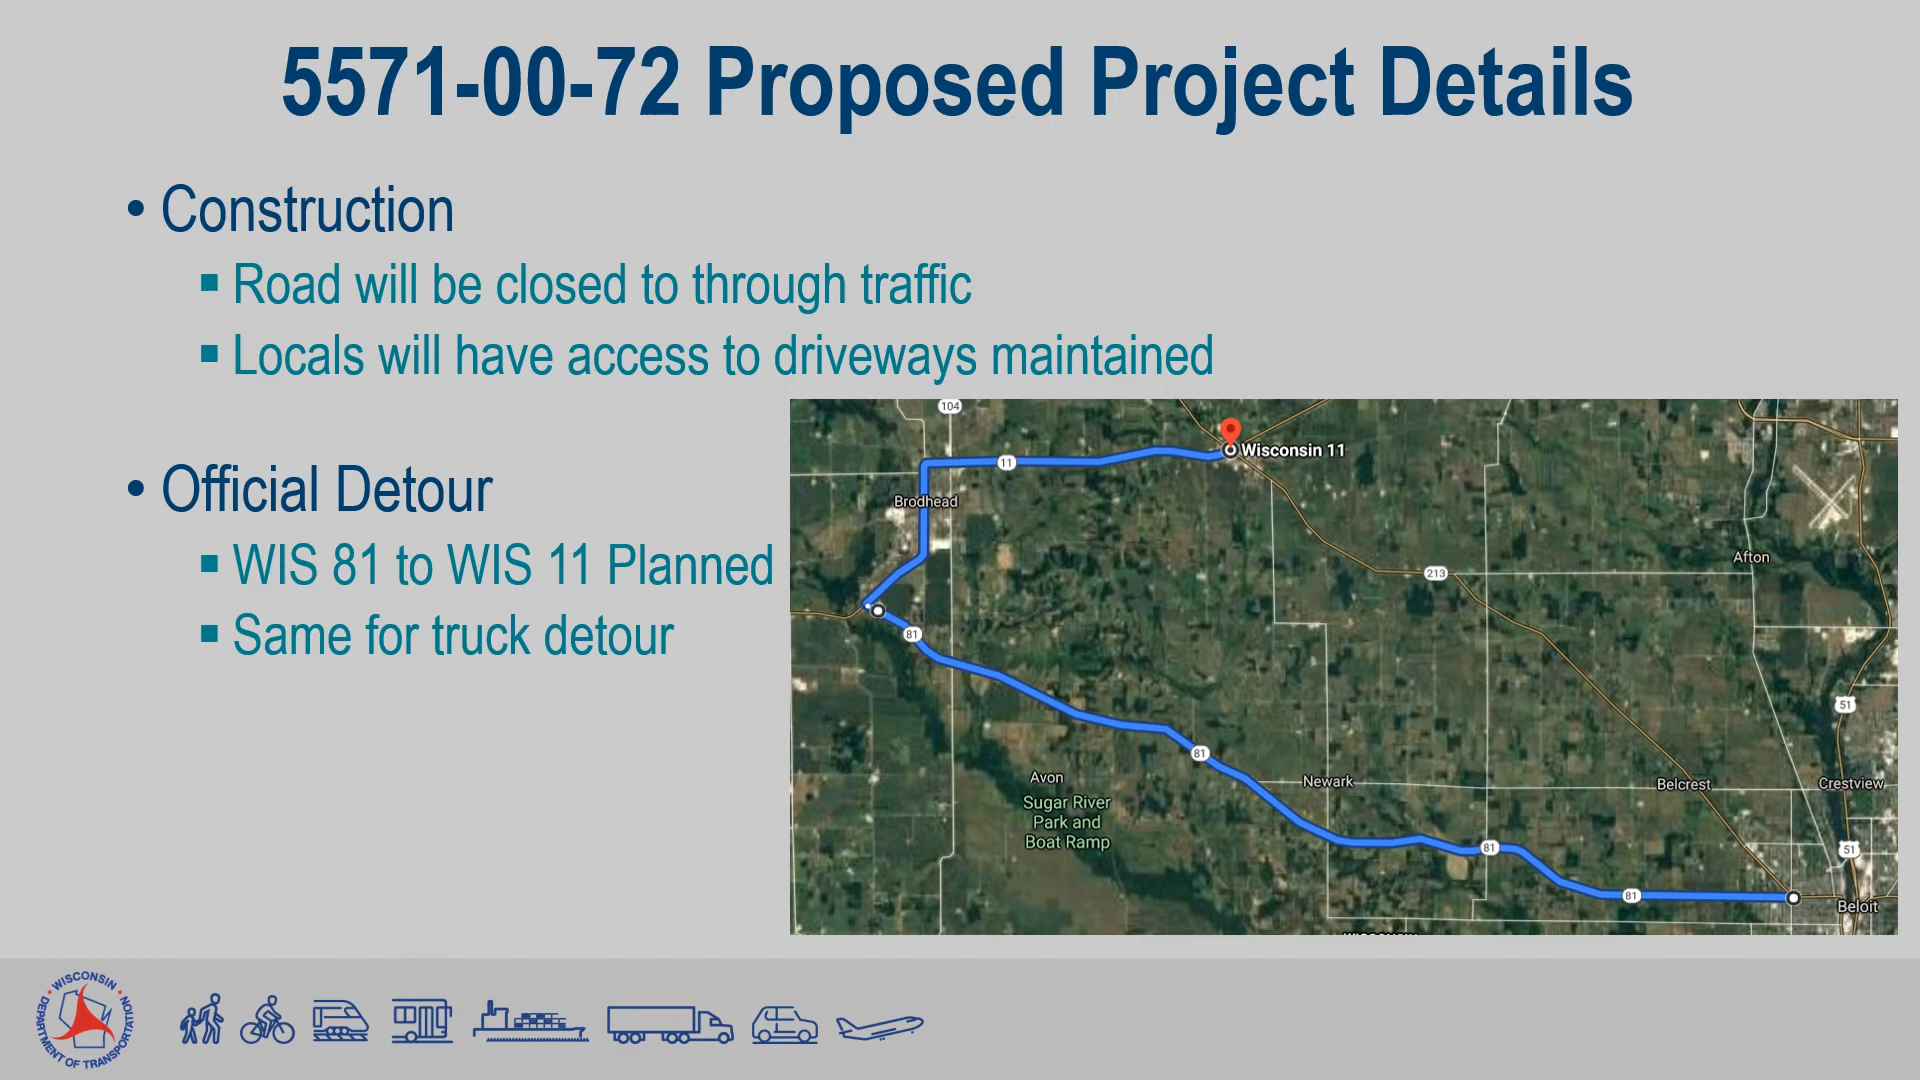 5571-00-72 Proposed Project Details
• Construction
▪ Road will be closed to through traffic
▪ Locals will have access to driveways maintained
• Official Detour
▪ WIS 81 to WIS 11 Planned
▪ Same for truck detour
104
Wisconsin 11
11
Brodhead
Afton
213
81
51
81
Avon
Newark
Belcrest
Crestview
Sugar River
Park and
Boat Ramp
81
51
81
Beloit
WISCONSIN
DEPARTMENT OF TRANSPORTATION